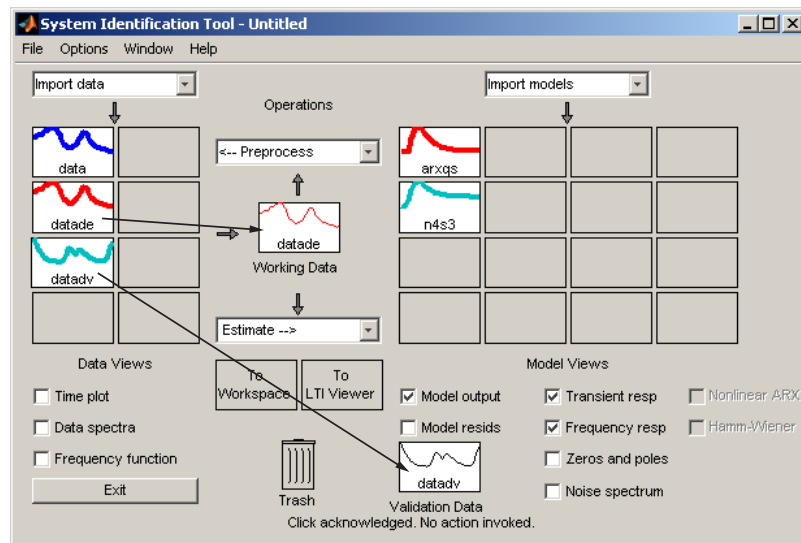 System Identification Tool - Untitled
File Options Window Help
Import data
Import models
Operations
data
<-- Preprocess
arxqs
datade
datade
n4s3
Working Data
datadv
Estimate -->
Data Views
To Workspace
To LTI Viewer
Model Views
Time plot
Model output
Transient resp
Nonlinear ARX
Data spectra
Model resids
Frequency resp
Hamm-Wiener
Frequency function
Zeros and poles
Exit
Trash
datadv
Noise spectrum
Validation Data
Click acknowledged. No action invoked.